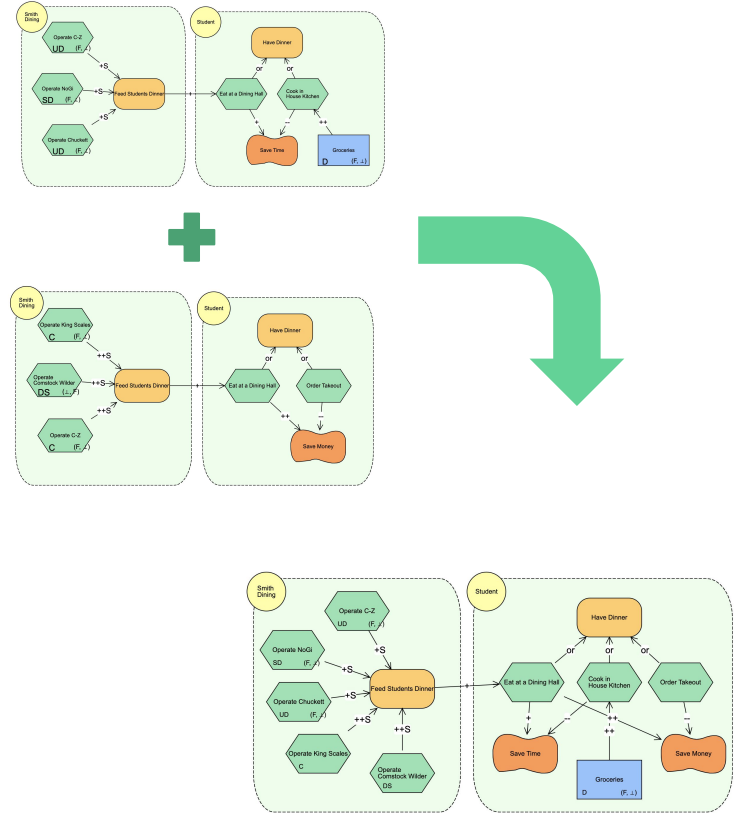 Smith
Dining
Operate C-Z
UD (F, ⊥)
+S
Operate NoGi
SD (F, ⊥)
+S
Operate Chuckett
UD (F, ⊥)
+S
Feed Students Dinner
+
Student
Have Dinner
or
or
Eat at a Dining Hall
Cook in
House Kitchen
+
--
++
Save Time
Groceries
D (F, ⊥)
Smith
Dining
Operate King Scales
C (F, ⊥)
++S
Operate
Comstock Wilder
DS (⊥, F)
++S
Operate C-Z
C (F, ⊥)
++S
Feed Students Dinner
+
Student
Have Dinner
or
or
Eat at a Dining Hall
Order Takeout
++
--
Save Money
Smith
Dining
Operate C-Z
UD (F, ⊥)
+S
Operate NoGi
SD (F, ⊥)
+S
Operate Chuckett
UD (F, ⊥)
+S
Operate King Scales
C
++S
Operate
Comstock Wilder
DS
++S
Feed Students Dinner
+
Student
Have Dinner
or
or
or
Eat at a Dining Hall
Cook in
House Kitchen
Order Takeout
+
--
++
++
--
Save Time
Save Money
Groceries
D (F, ⊥)